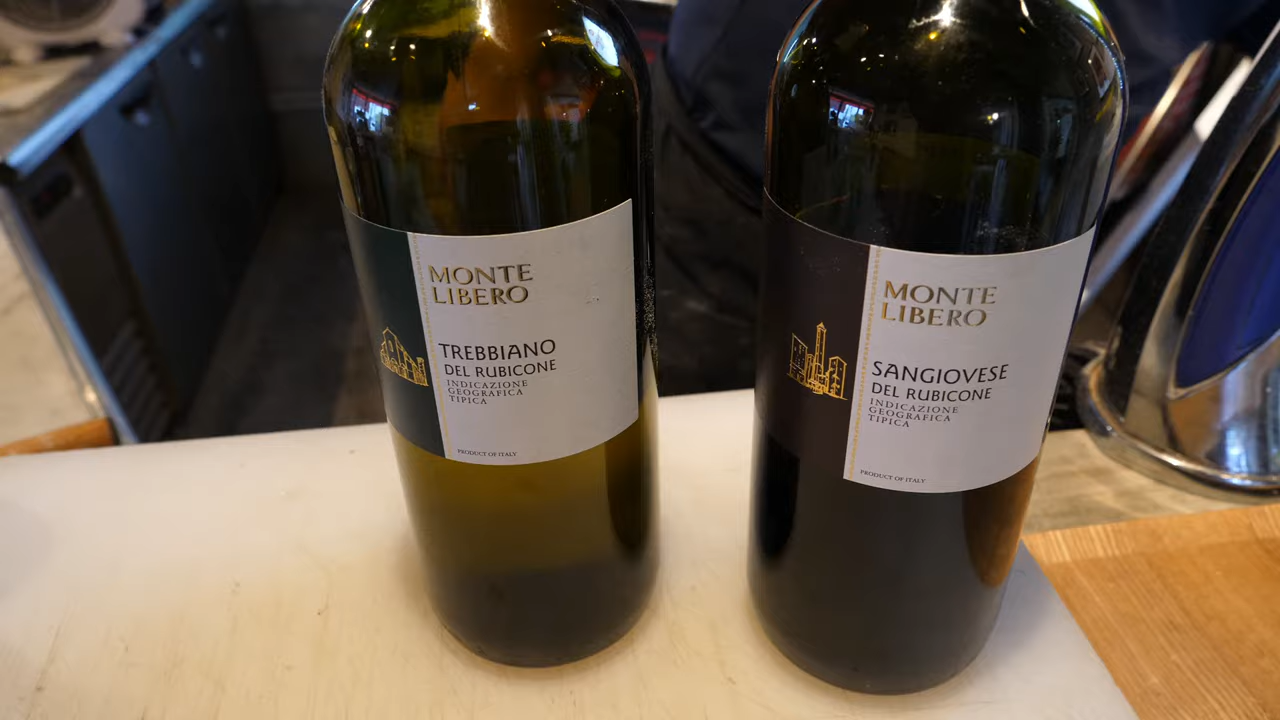 MONTE
LIBERO
TREBBIANO
DEL RUBICONE
INDICAZIONE
GEOGRAFICA
TIPICA
PRODUCT OF ITALY
MONTE
LIBERO
SANGIOVESE
DEL RUBICONE
INDICAZIONE
GEOGRAFICA
TIPICA
PRODUCT OF ITALY